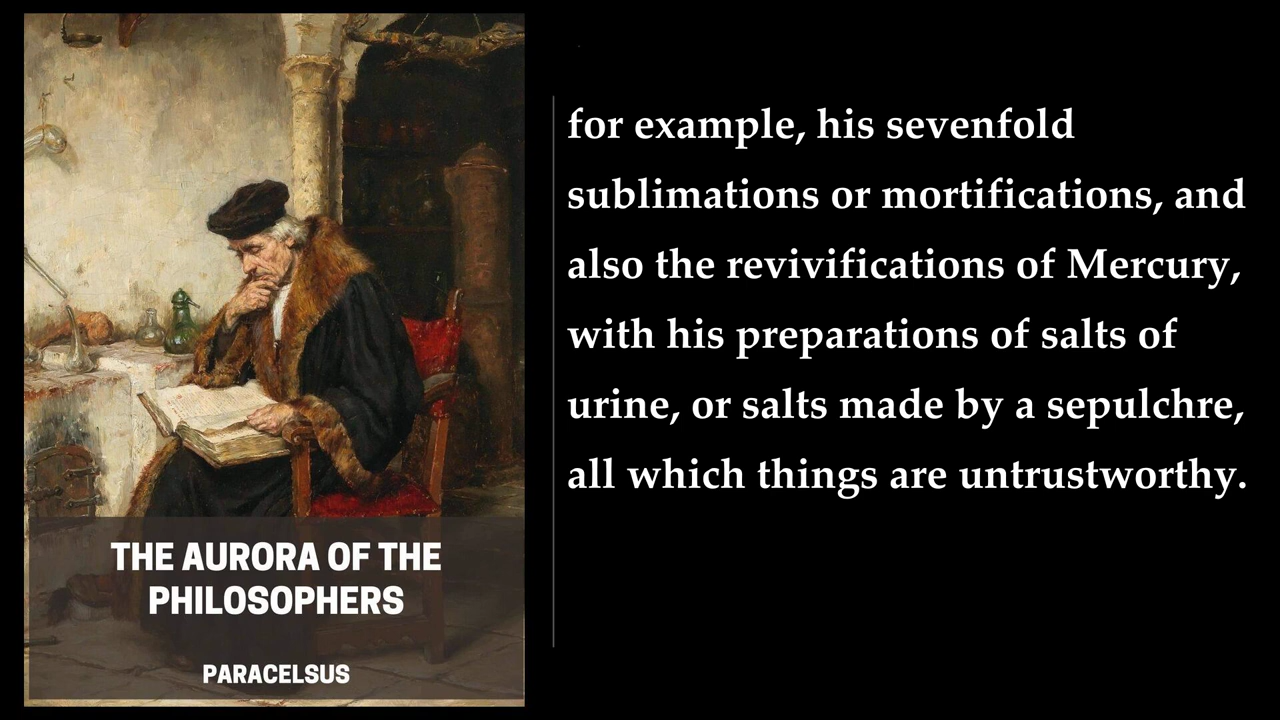 for example, his sevenfold
sublimations or mortifications, and
also the revivifications of Mercury,
with his preparations of salts of
urine, or salts made by a sepulchre,
all which things are untrustworthy.
THE AURORA OF THE
PHILOSOPHERS
PARACELSUS